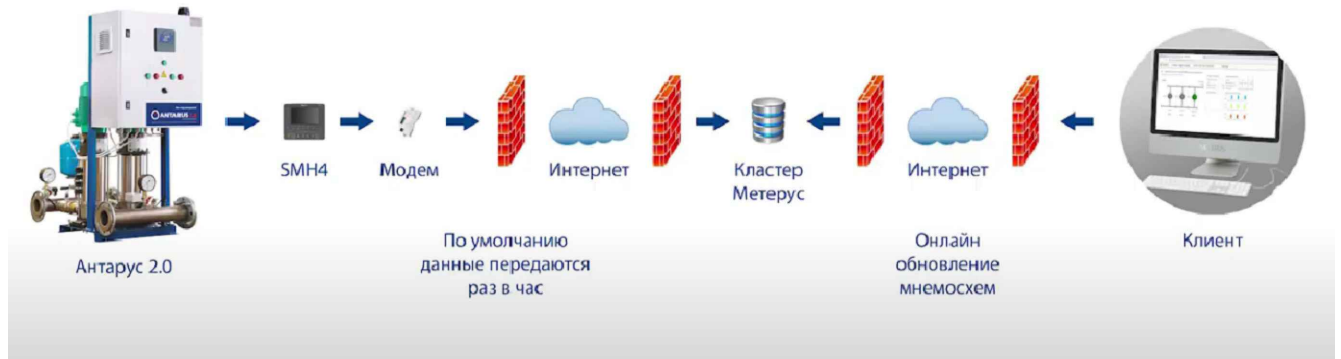 ANTARUS
SMH4
Модем
Интернет
Кластер
Метерус
Интернет
Антарус 2.0
По умолчанию
данные передаются
раз в час
Онлайн
обновление
мнемосхем
Клиент